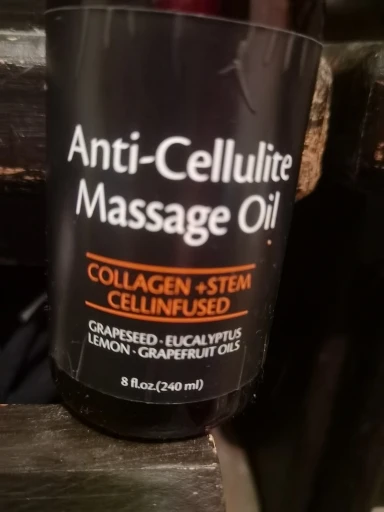 Anti-Cellulite
Massage Oil
COLLAGEN +STEM
CELLINFUSED
GRAPESEED · EUCALYPTUS
LEMON · GRAPEFRUIT OILS
8 fl.oz.(240 ml)